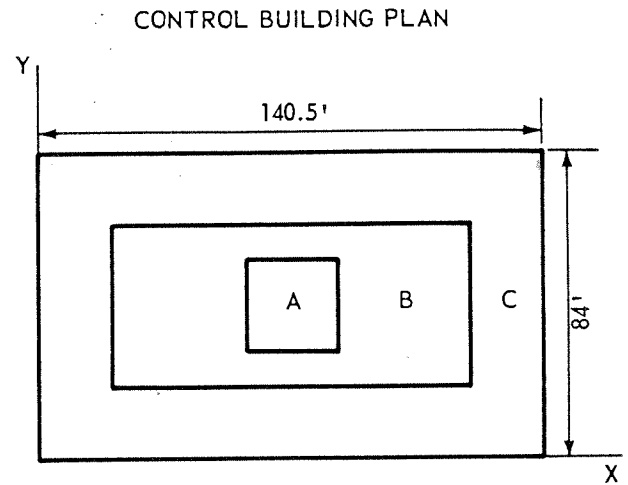 CONTROL BUILDING PLAN
Y
140.5'
A B C
84'
X